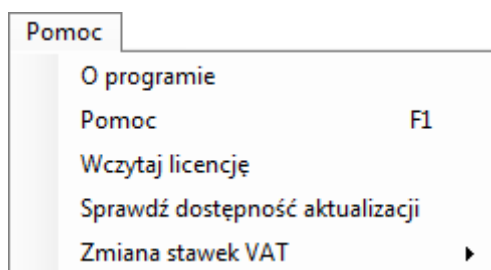 Pomoc
O programie
Pomoc F1
Wczytaj licencję
Sprawdź dostępność aktualizacji
Zmiana stawek VAT